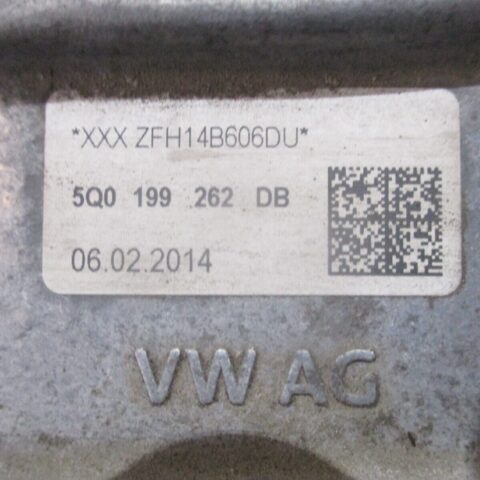 *XXX ZFH14B606DU*
5Q0 199 262 DB
06.02.2014
VW AG